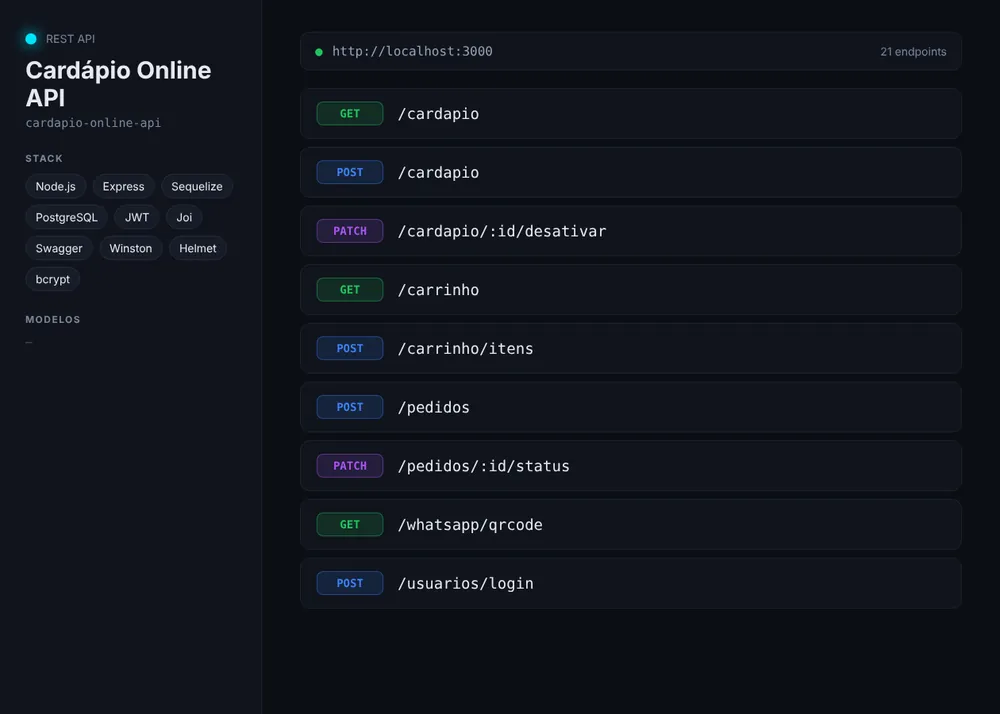 REST API
Cardápio Online
API
cardapio-online-api
STACK
Node.js Express Sequelize
PostgreSQL JWT Joi
Swagger Winston Helmet
bcrypt
MODELOS
—
http://localhost:3000 21 endpoints
GET /cardapio
POST /cardapio
PATCH /cardapio/:id/desativar
GET /carrinho
POST /carrinho/itens
POST /pedidos
PATCH /pedidos/:id/status
GET /whatsapp/qrcode
POST /usuarios/login